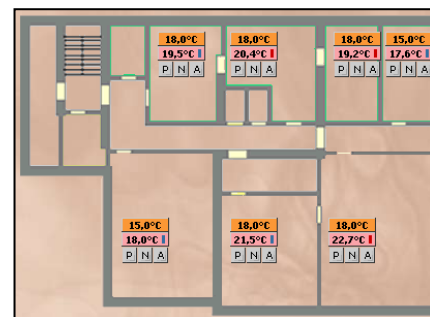 18,0°C 18,0°C 18,0°C 15,0°C
19,5°C 20,4°C 19,2°C 17,6°C
P N A P N A P N A P N A
15,0°C 18,0°C 18,0°C
18,0°C 21,5°C 22,7°C
P N A P N A P N A